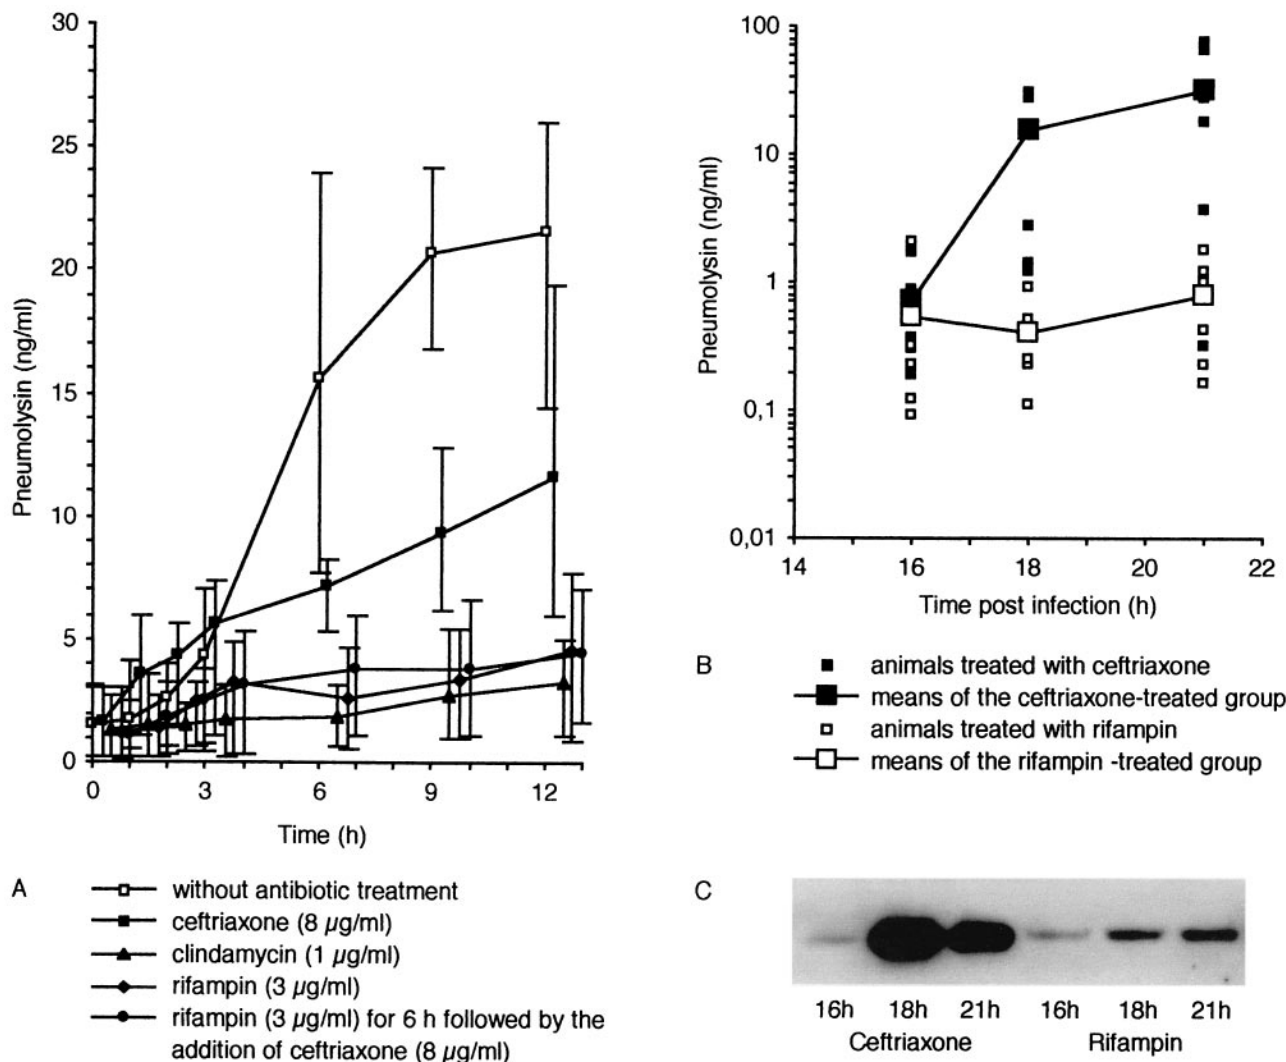 30
25
20
15
10
5
0
Pneumolysin (ng/ml)
0 3 6 9 12
Time (h)
A
without antibiotic treatment
ceftriaxone (8 µg/ml)
clindamycin (1 µg/ml)
rifampin (3 µg/ml)
rifampin (3 µg/ml) for 6 h followed by the
addition of ceftriaxone (8 µg/ml)
100
10
1
0,1
0,01
Pneumolysin (ng/ml)
14 16 18 20 22
Time post infection (h)
B
animals treated with ceftriaxone
means of the ceftriaxone-treated group
animals treated with rifampin
means of the rifampin -treated group
C
16h 18h 21h 16h 18h 21h
Ceftriaxone Rifampin